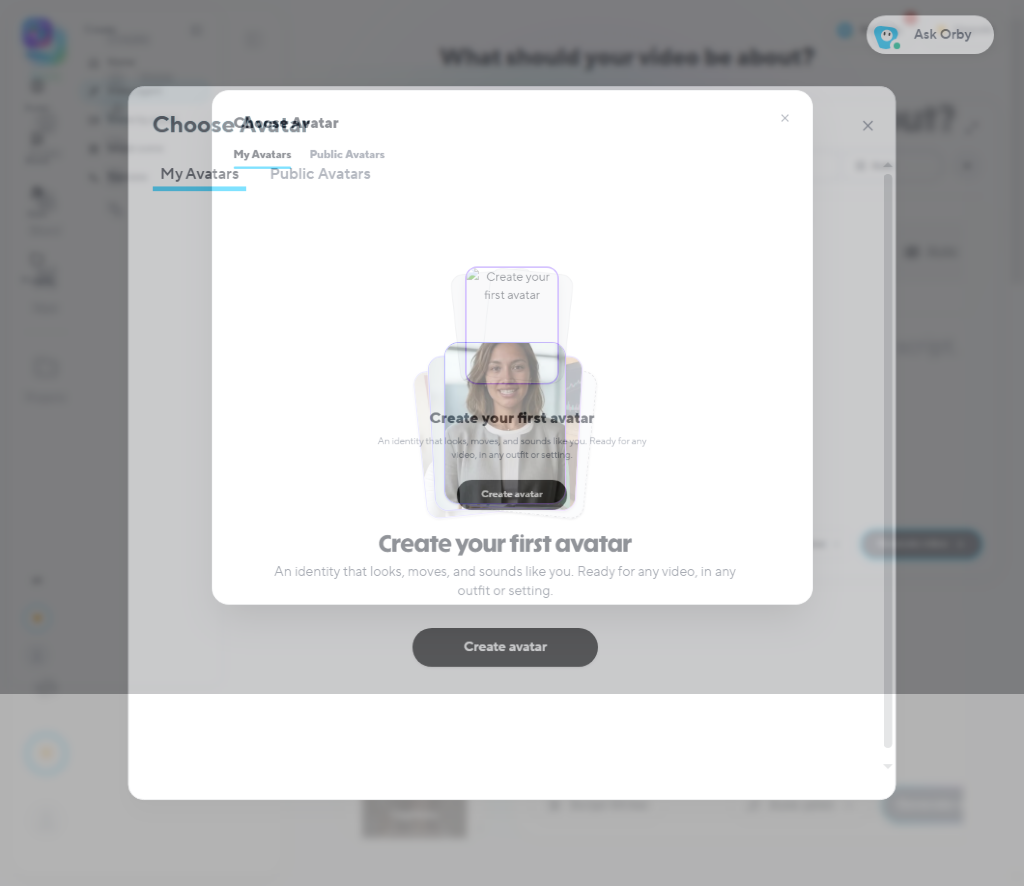 What should your video be about?
Ask Orby
Choose Avatar
Choose Avatar
My Avatars
Public Avatars
My Avatars
Public Avatars
Create your
first avatar
Create your first avatar
An identity that looks, moves, and sounds like you. Ready for any
video, in any outfit or setting.
Create avatar
Create your first avatar
An identity that looks, moves, and sounds like you. Ready for any video, in any
outfit or setting.
Create avatar